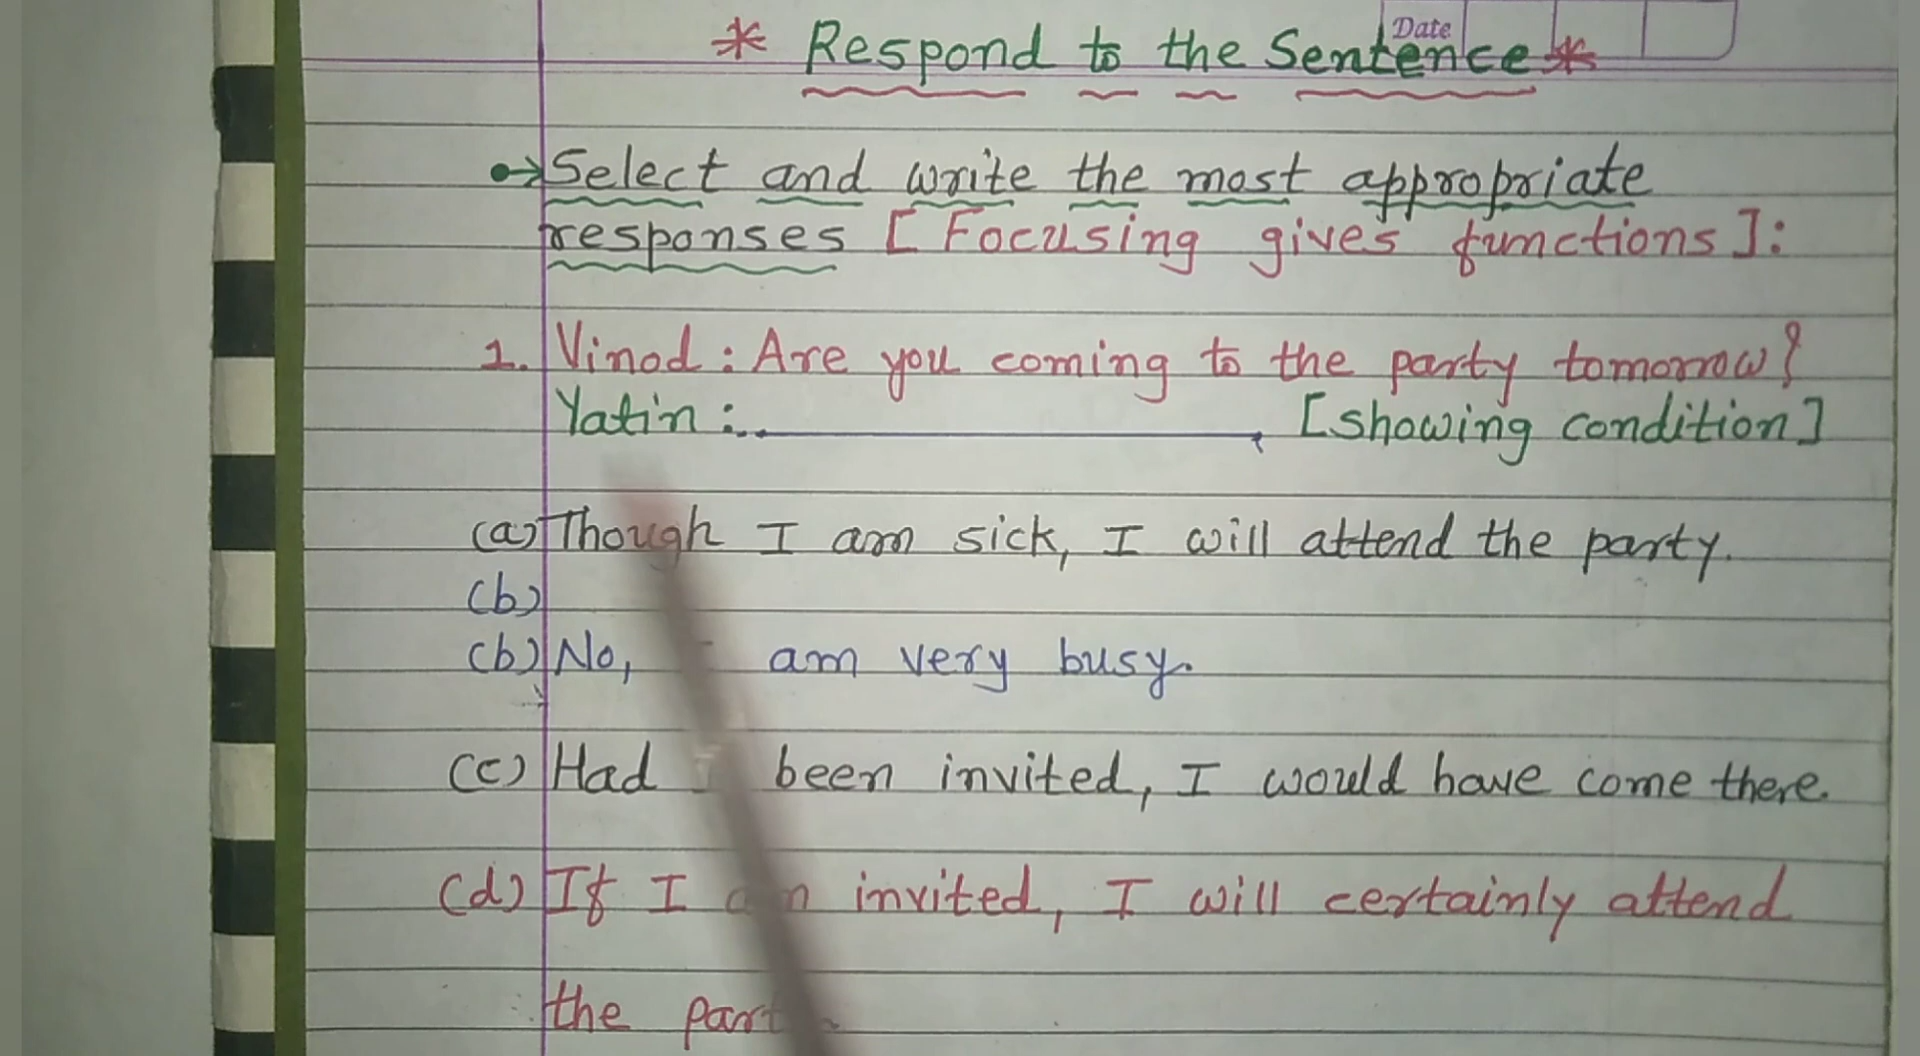 Date
* Respond to the Sentence *
Select and write the most appropriate
responses [Focusing gives functions]:
1. Vinod: Are you coming to the party tomorrow?
Yatin: [showing condition]
(a) Though I am sick, I will attend the party.
(b)
(b) No, am very busy.
(c) Had I been invited, I would have come there.
(d) If I am invited, I will certainly attend
the